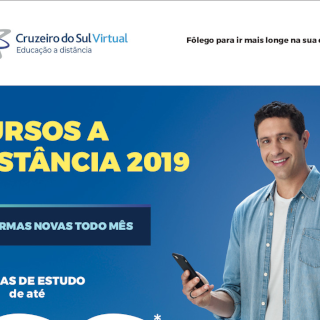 Cruzeiro do Sul Virtual
Educação a distância
Fôlego para ir mais longe na sua
URSOS A
STÂNCIA 2019
RMAS NOVAS TODO MÊS
AS DE ESTUDO
de até
*